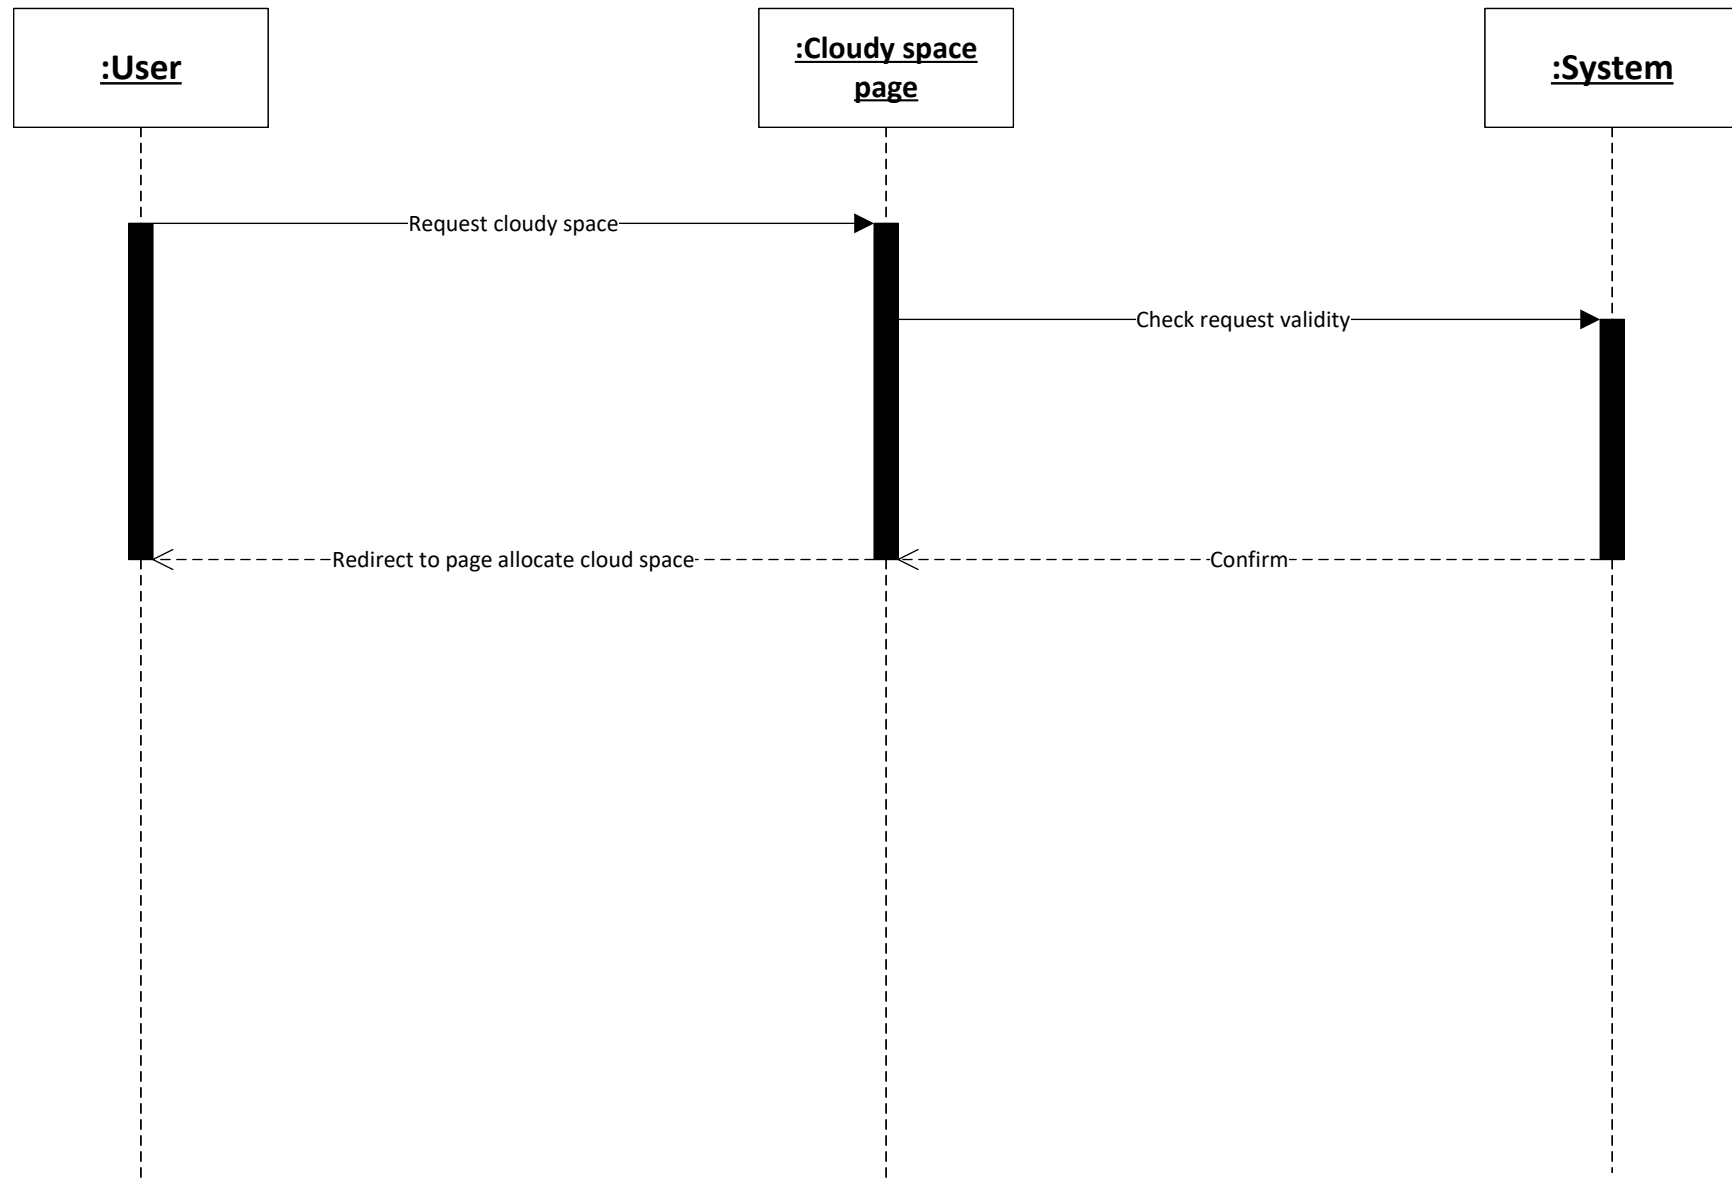 :User
:Cloudy space
page
:System
Request cloudy space
Check request validity
Redirect to page allocate cloud space
Confirm